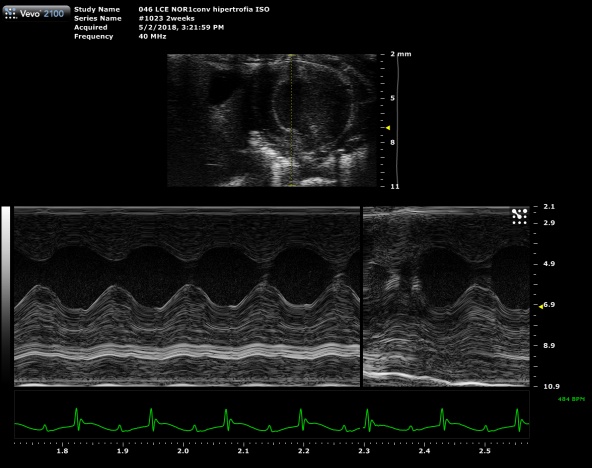 Vevo 2100
Study Name 046 LCE NOR1conv hipertrofia ISO
Series Name #1023 2weeks
Acquired 5/2/2018, 3:21:59 PM
Frequency 40 MHz
2 mm
5
8
11
2.1
2.9
4.9
6.9
8.9
10.9
484 BPM
1.8 1.9 2.0 2.1 2.2 2.3 2.4 2.5